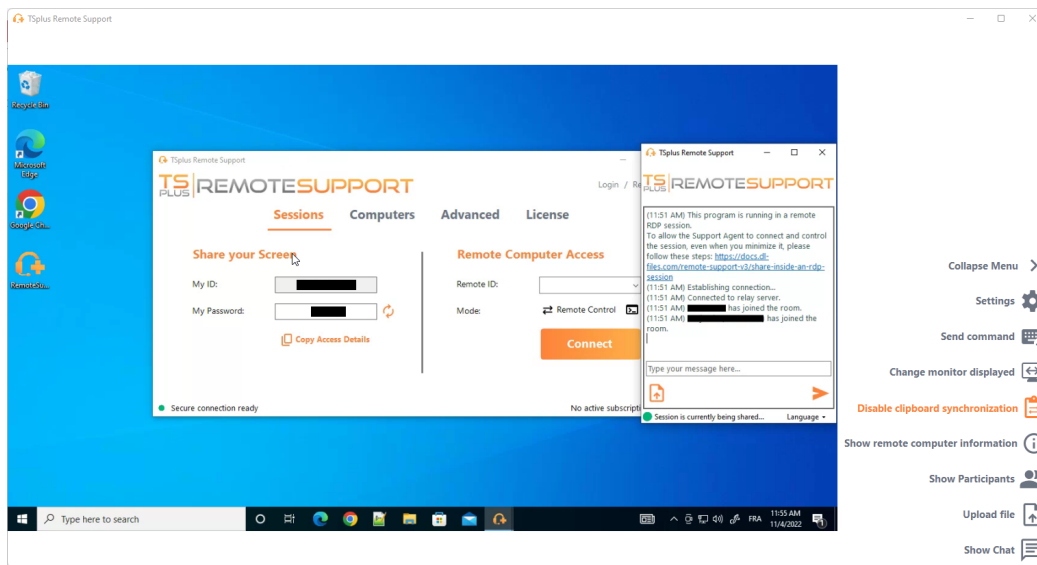 TSplus Remote Support
Recycle Bin
Microsoft
Edge
Google Ch...
RemoteSu...
TSplus Remote Support
TS PLUS REMOTESUPPORT
Login / Re
Sessions Computers Advanced License
Share your Screen
My ID:
My Password:
Copy Access Details
Remote Computer Access
Remote ID:
Mode: Remote Control
Connect
Secure connection ready
No active subscripti
TSplus Remote Support
TS PLUS REMOTESUPPORT
(11:51 AM) This program is running in a remote
RDP session.
To allow the Support Agent to connect and control
the session, even when you minimize it, please
follow these steps: https://docs.dl-
files.com/remote-support-v3/share-inside-an-rdp-
session
(11:51 AM) Establishing connection...
(11:51 AM) Connected to relay server.
(11:51 AM) has joined the room.
(11:51 AM) has joined the
room.
Type your message here...
Session is currently being shared... Language
Collapse Menu
Settings
Send command
Change monitor displayed
Disable clipboard synchronization
Show remote computer information
Show Participants
Upload file
Show Chat
Type here to search
FRA
11:55 AM
11/4/2022